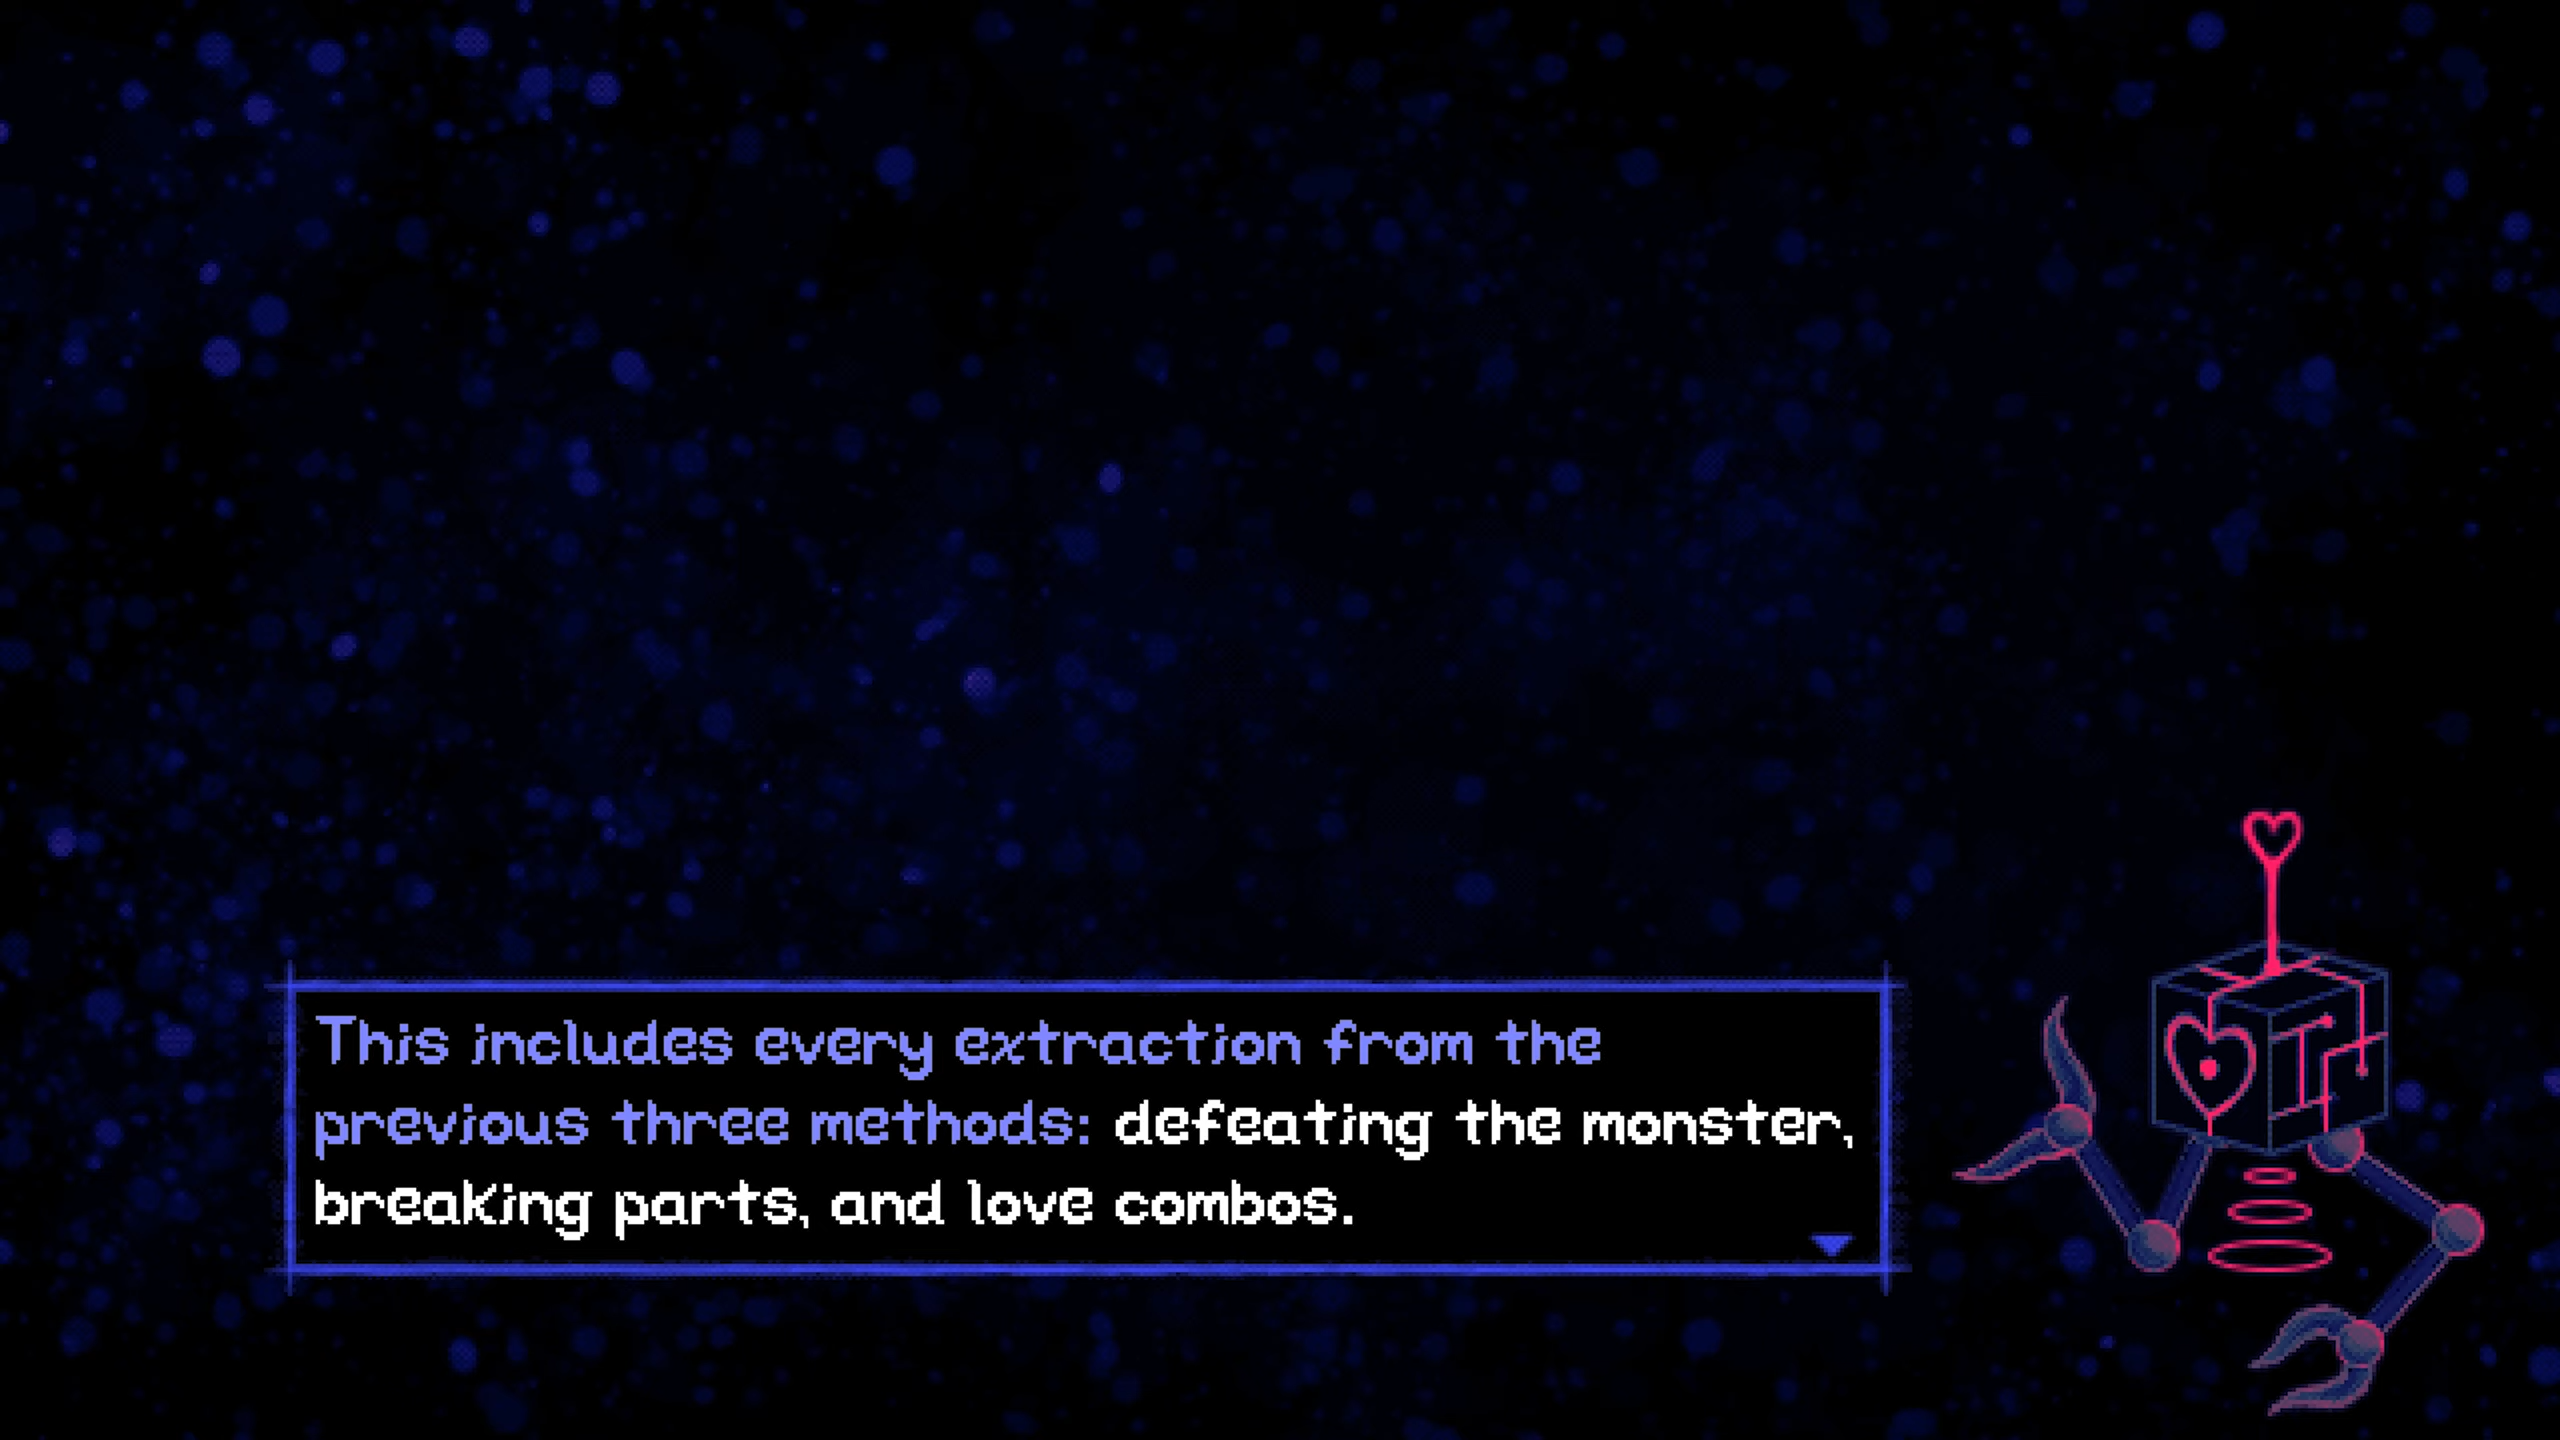 This includes every extraction from the
previous three methods: defeating the monster,
breaking parts, and love combos.